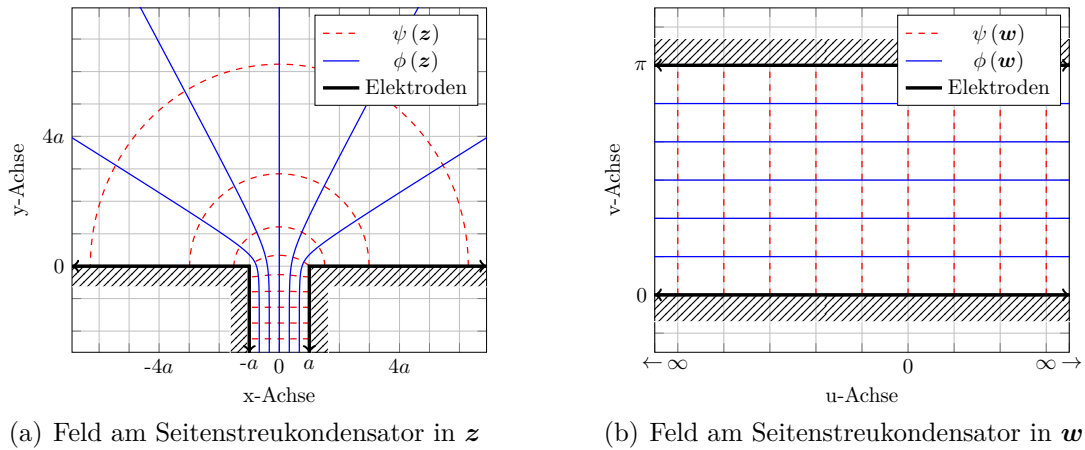 ψ (z)
ϕ (z)
Elektroden
4a
0
y-Achse
-4a
-a
0
a
4a
x-Achse
(a) Feld am Seitenstreukondensator in z
ψ (w)
ϕ (w)
Elektroden
π
0
v-Achse
← ∞
0
∞ →
u-Achse
(b) Feld am Seitenstreukondensator in w